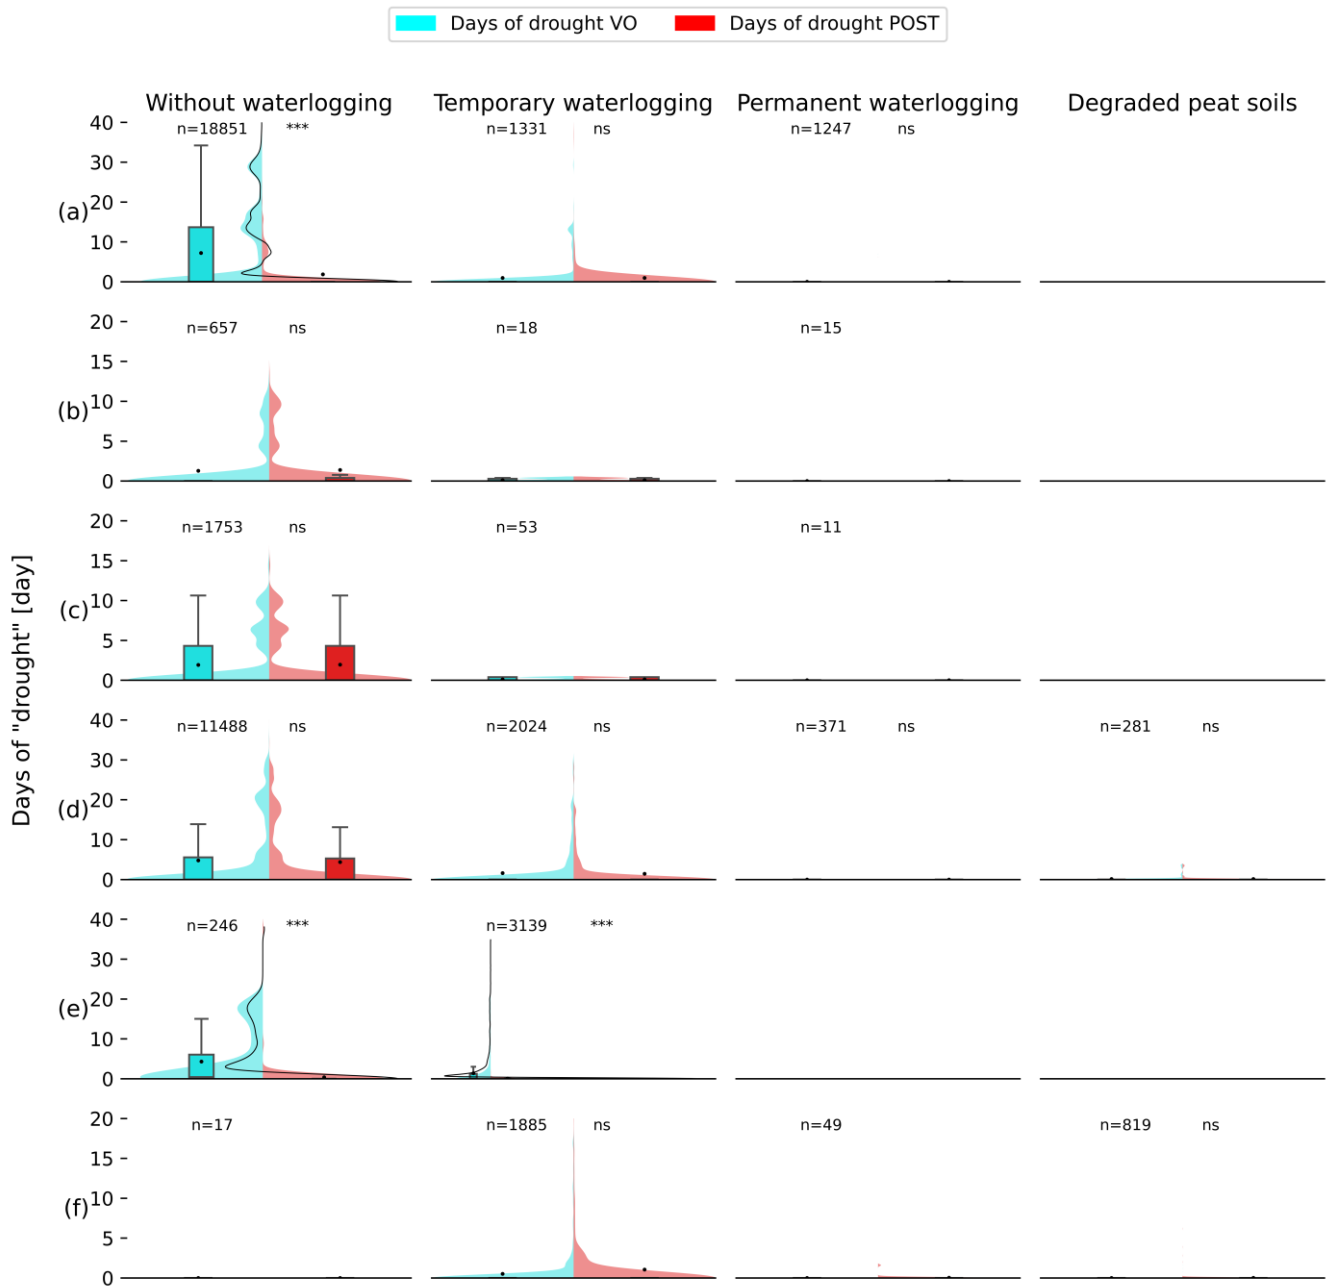 Days of drought VO Days of drought POST
Without waterlogging Temporary waterlogging Permanent waterlogging Degraded peat soils
Days of "drought" [day]
(a)
40
30
20
10
0
n=18851 *** n=1331 ns n=1247 ns
(b)
20
15
10
5
0
n=657 ns n=18 n=15
(c)
20
15
10
5
0
n=1753 ns n=53 n=11
(d)
40
30
20
10
0
n=11488 ns n=2024 ns n=371 ns n=281 ns
(e)
40
30
20
10
0
n=246 *** n=3139 ***
(f)
20
15
10
5
0
n=17 n=1885 ns n=49 n=819 ns